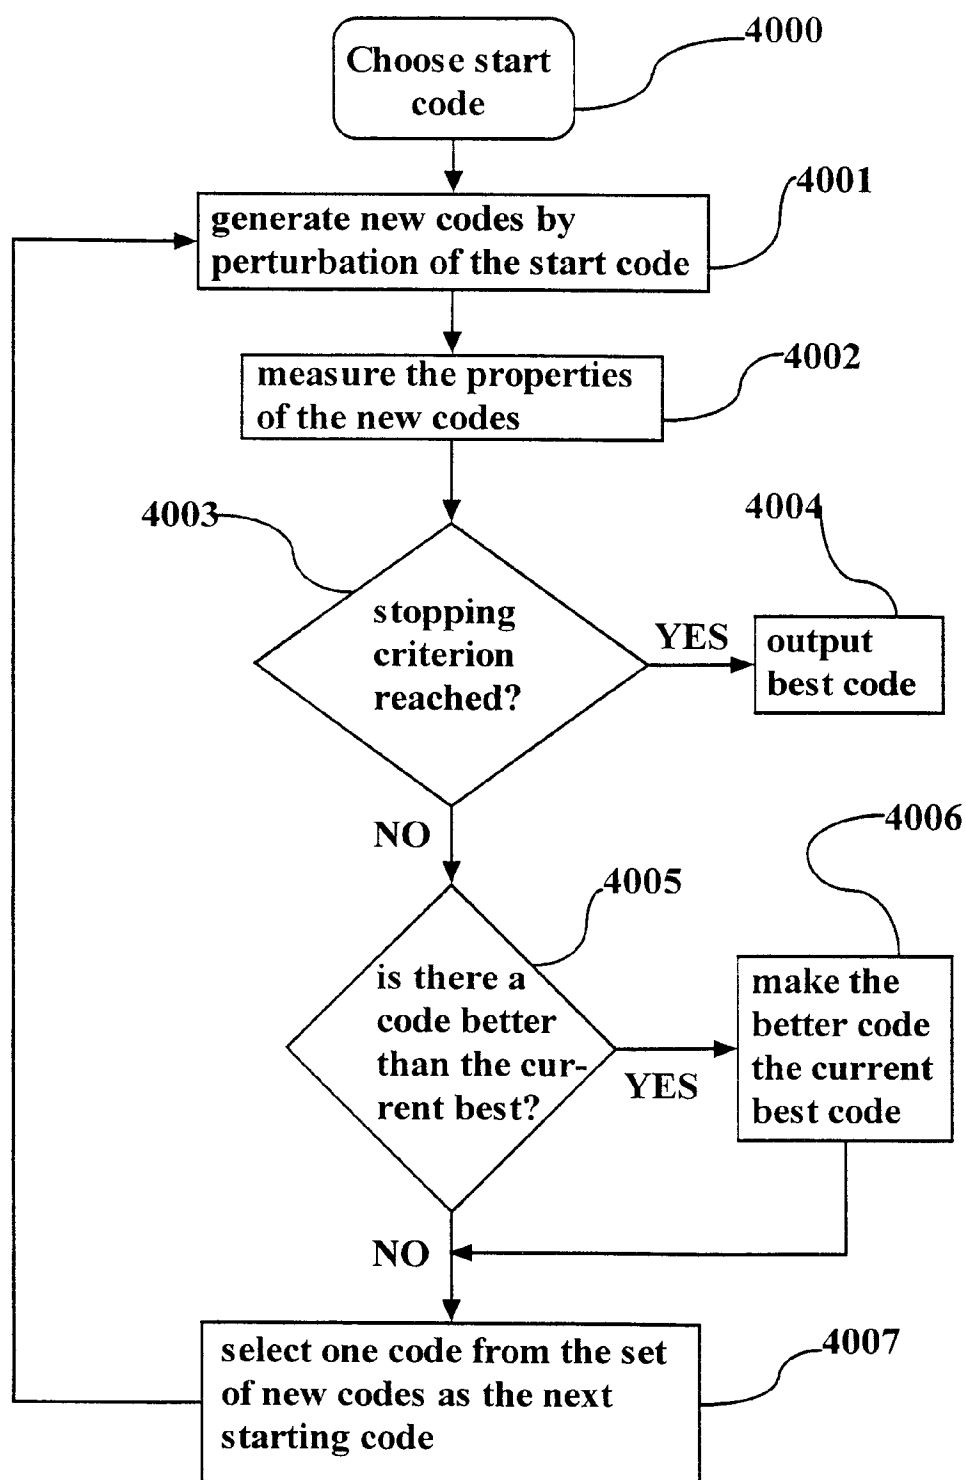 4000
Choose start
code
4001
generate new codes by
perturbation of the start code
4002
measure the properties
of the new codes
4003
4004
stopping
criterion
reached?
YES
output
best code
NO
4006
4005
is there a
code better
than the cur-
rent best?
YES
make the
better code
the current
best code
NO
4007
select one code from the set
of new codes as the next
starting code